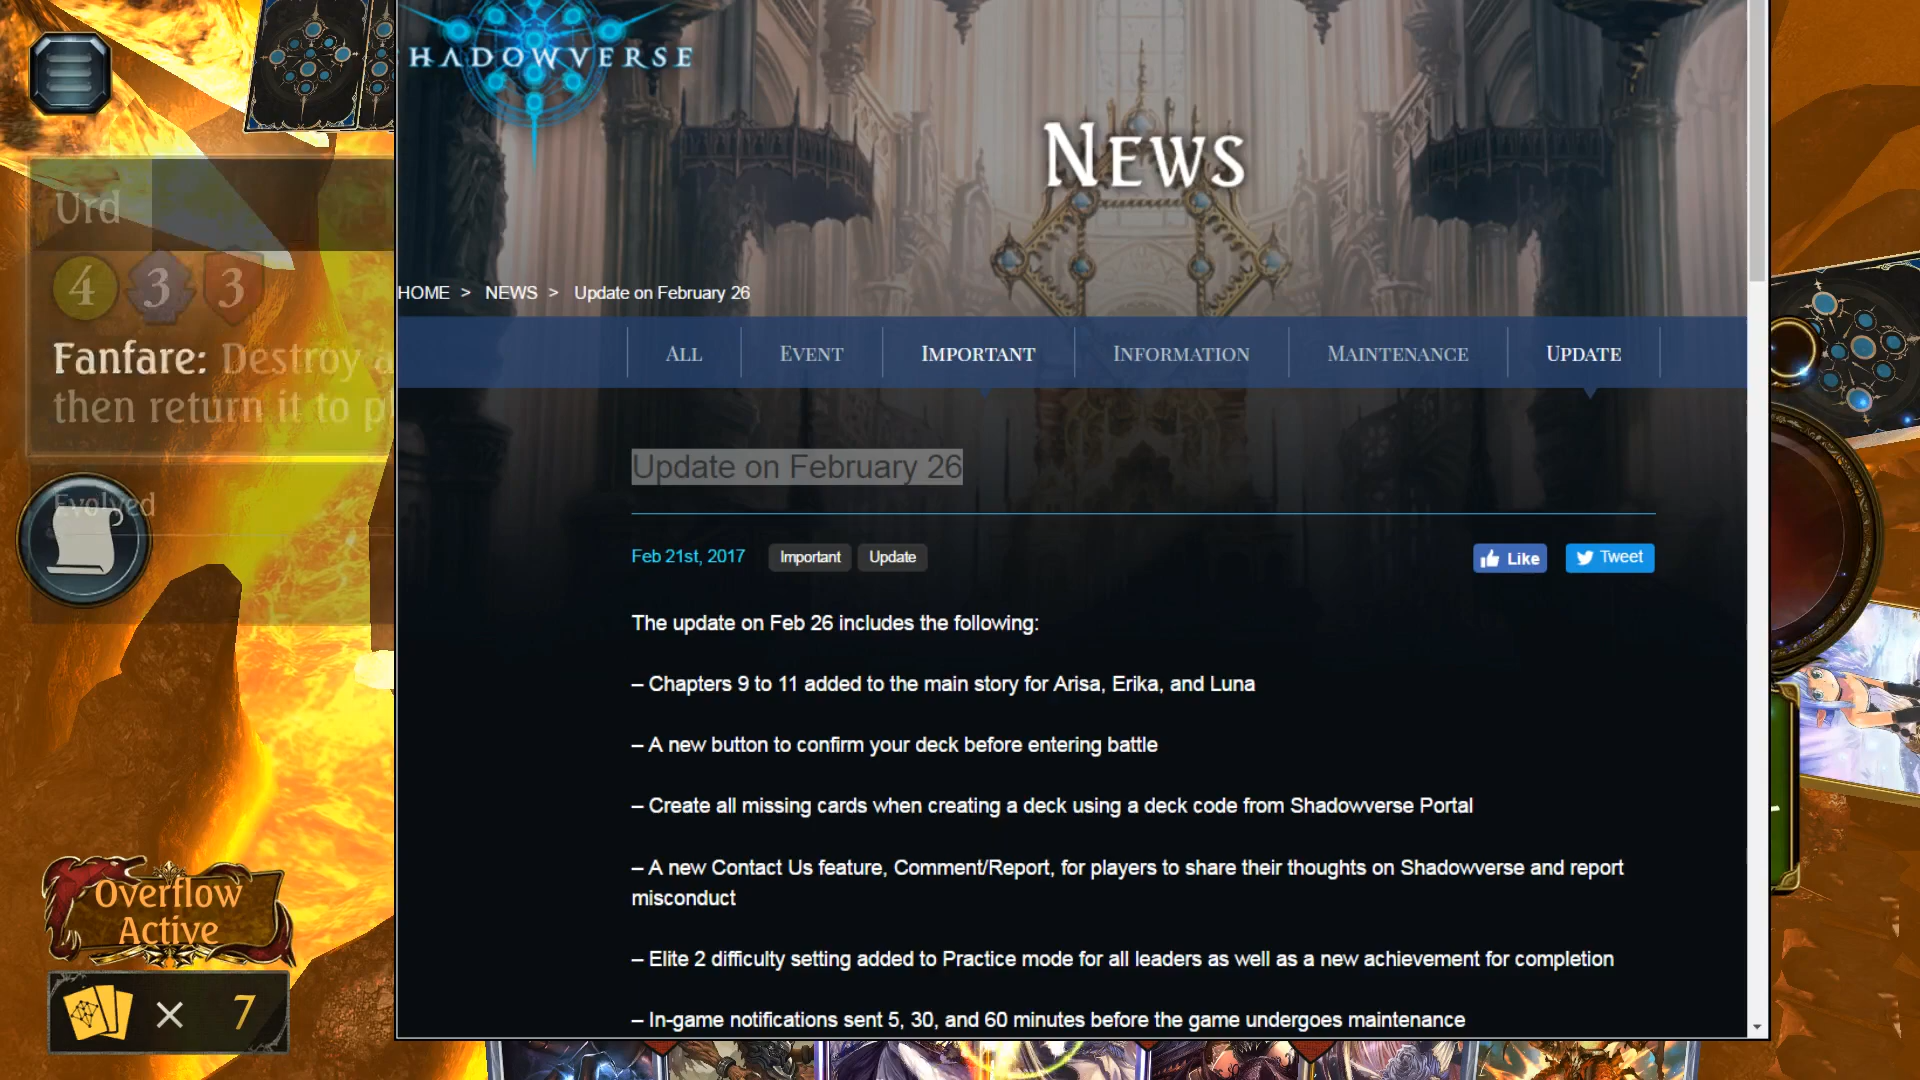 HADOWVERSE
NEWS
HOME > NEWS > Update on February 26
ALL EVENT IMPORTANT INFORMATION MAINTENANCE UPDATE
Update on February 26
Feb 21st, 2017 Important Update Like Tweet
The update on Feb 26 includes the following:
– Chapters 9 to 11 added to the main story for Arisa, Erika, and Luna
– A new button to confirm your deck before entering battle
– Create all missing cards when creating a deck using a deck code from Shadowverse Portal
– A new Contact Us feature, Comment/Report, for players to share their thoughts on Shadowverse and report
misconduct
– Elite 2 difficulty setting added to Practice mode for all leaders as well as a new achievement for completion
– In-game notifications sent 5, 30, and 60 minutes before the game undergoes maintenance
Urd
4 3 3
Fanfare: Destroy a
then return it to p
Evolved
Overflow
Active
× 7